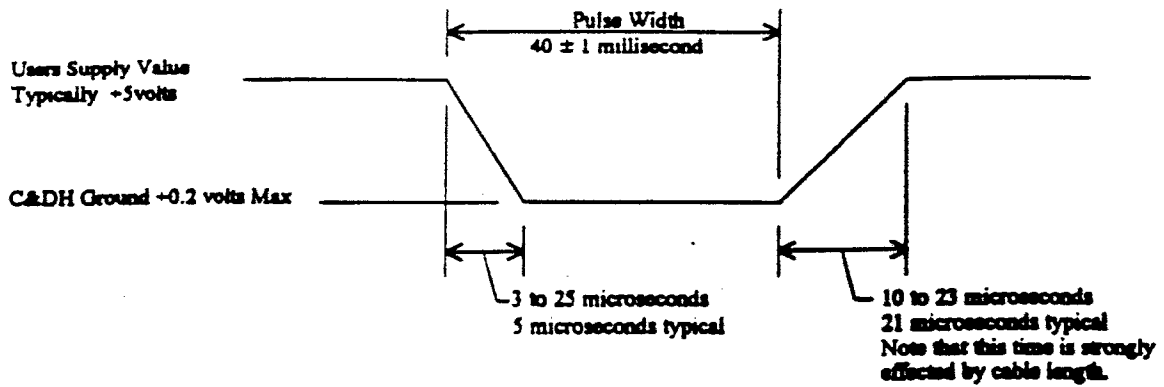 Pulse Width
40 ± 1 millisecond
Users Supply Value
Typically +5volts
C&DH Ground +0.2 volts Max
3 to 25 microseconds
5 microseconds typical
10 to 23 microseconds
21 microseconds typical
Note that this time is strongly
effected by cable length.